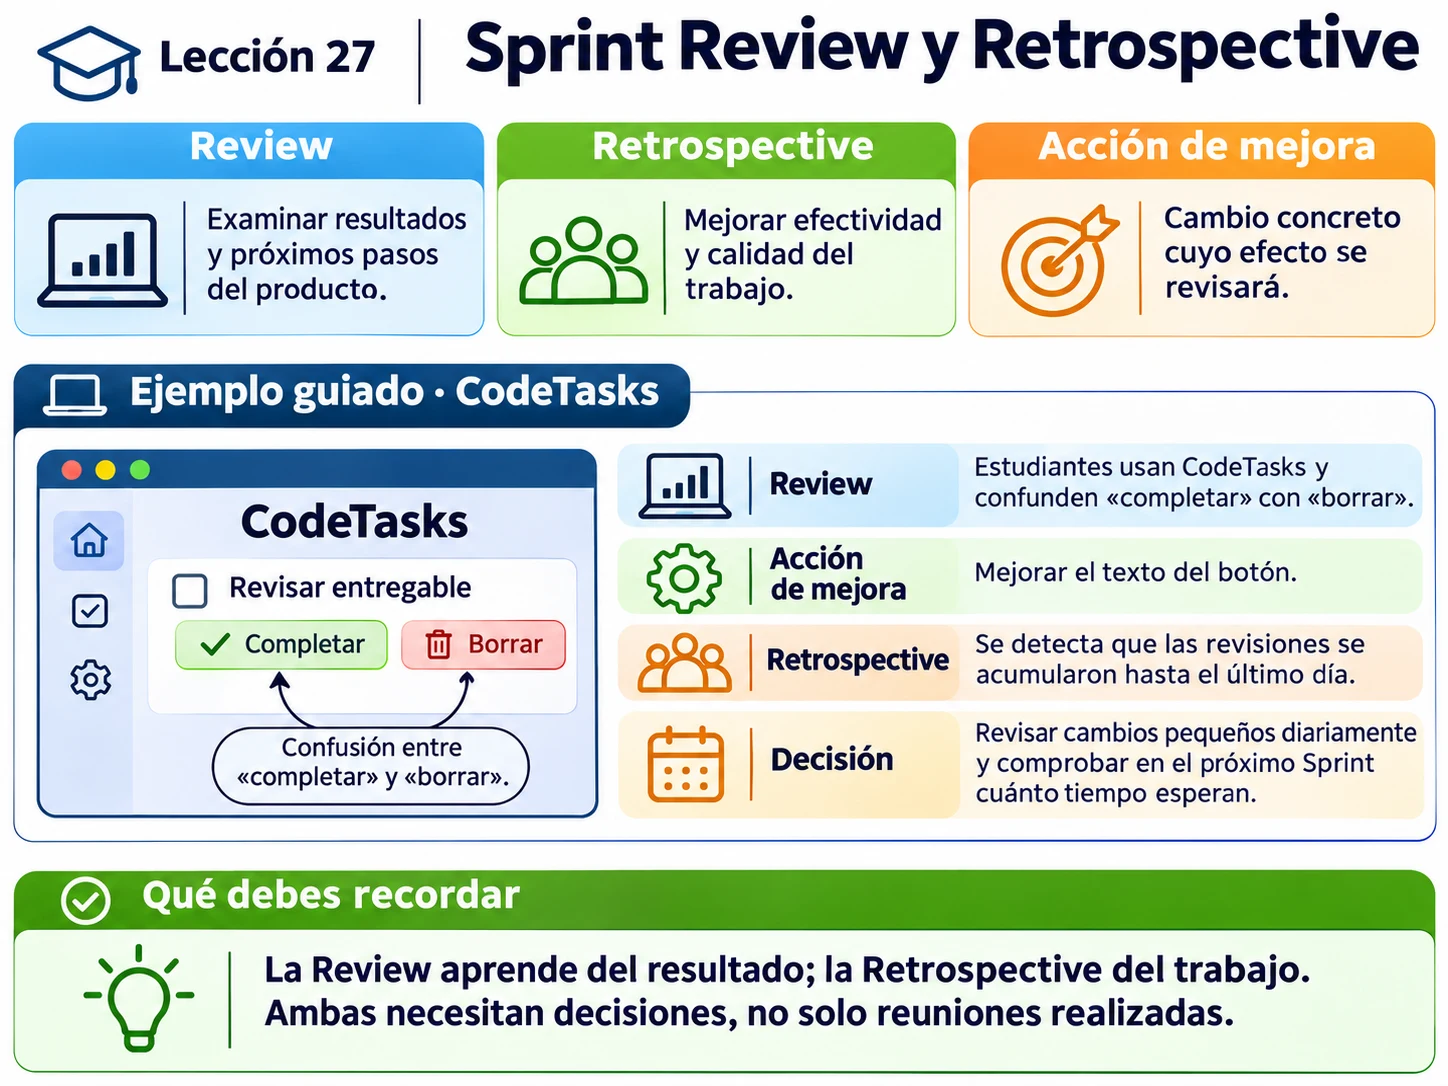 Lección 27
Sprint Review y Retrospective
Review
Examinar resultados
y próximos pasos
del producto.
Retrospective
Mejorar efectividad
y calidad del
trabajo.
Acción de mejora
Cambio concreto
cuyo efecto se
revisará.
Ejemplo guiado · CodeTasks
CodeTasks
Revisar entregable
Completar
Borrar
Confusión entre
«completar» y «borrar».
Review
Estudiantes usan CodeTasks y
confunden «completar» con «borrar».
Acción
de mejora
Mejorar el texto del botón.
Retrospective
Se detecta que las revisiones se
acumularon hasta el último día.
Decisión
Revisar cambios pequeños diariamente
y comprobar en el próximo Sprint
cuánto tiempo esperan.
Qué debes recordar
La Review aprende del resultado; la Retrospective del trabajo.
Ambas necesitan decisiones, no solo reuniones realizadas.